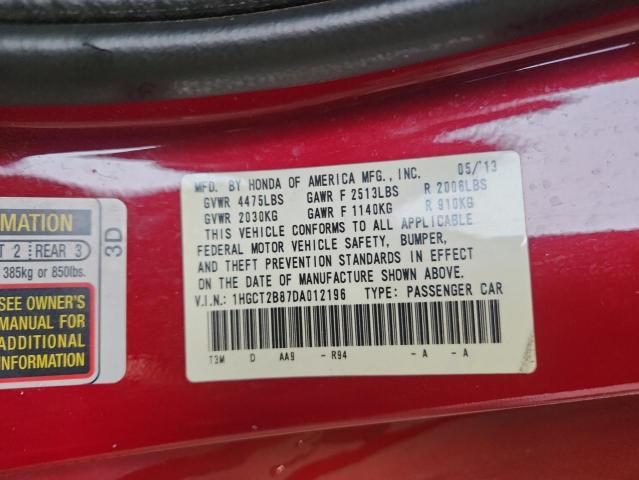 MFD. BY HONDA OF AMERICA MFG., INC. 05/'13
GVWR 4475LBS GAWR F 2513LBS R 2006LBS
GVWR 2030KG GAWR F 1140KG R 910KG
THIS VEHICLE CONFORMS TO ALL APPLICABLE
FEDERAL MOTOR VEHICLE SAFETY, BUMPER,
AND THEFT PREVENTION STANDARDS IN EFFECT
ON THE DATE OF MANUFACTURE SHOWN ABOVE.
V.I.N.: 1HGCT2B87DA012196 TYPE: PASSENGER CAR
T3M D AA9 - R94 - A - A
MATION
T 2 REAR 3
385kg or 850lbs.
SEE OWNER'S
MANUAL FOR
ADDITIONAL
INFORMATION
3D